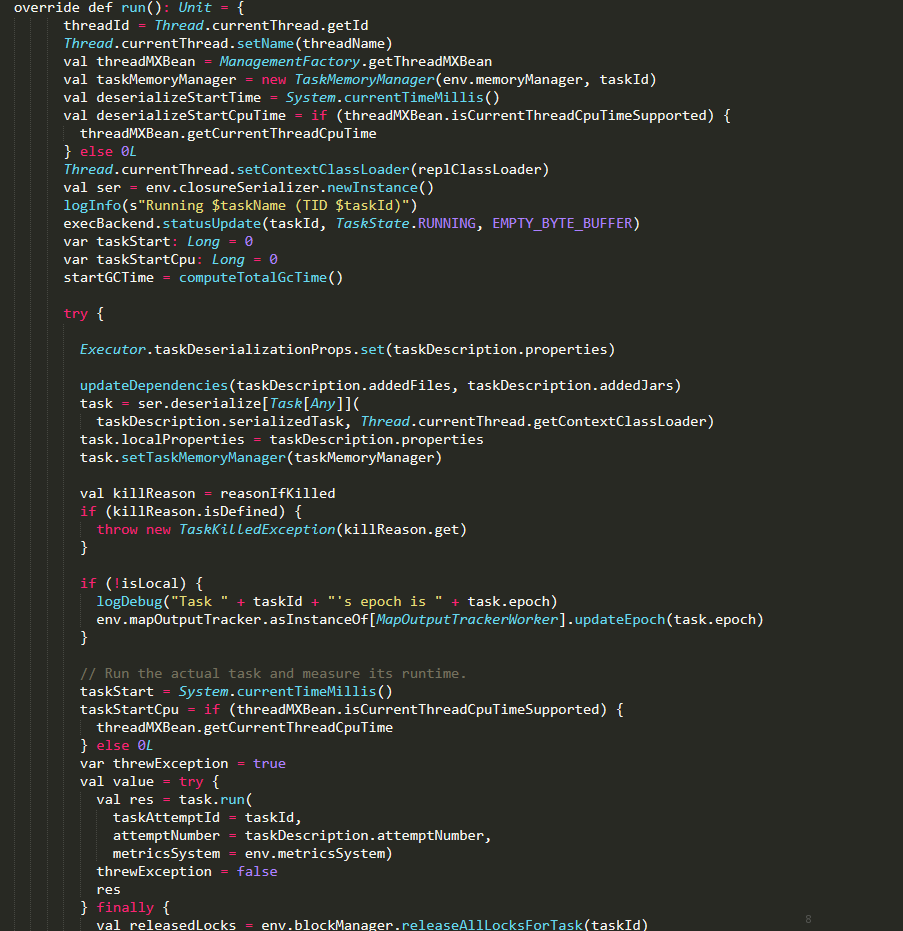 override def run(): Unit = {
threadId = Thread.currentThread.getId
Thread.currentThread.setName(threadName)
val threadMXBean = ManagementFactory.getThreadMXBean
val taskMemoryManager = new TaskMemoryManager(env.memoryManager, taskId)
val deserializeStartTime = System.currentTimeMillis()
val deserializeStartCpuTime = if (threadMXBean.isCurrentThreadCpuTimeSupported) {
threadMXBean.getCurrentThreadCpuTime
} else 0L
Thread.currentThread.setContextClassLoader(replClassLoader)
val ser = env.closureSerializer.newInstance()
logInfo(s"Running $taskName (TID $taskId)")
execBackend.statusUpdate(taskId, TaskState.RUNNING, EMPTY_BYTE_BUFFER)
var taskStart: Long = 0
var taskStartCpu: Long = 0
startGCTime = computeTotalGcTime()
try {
Executor.taskDeserializationProps.set(taskDescription.properties)
updateDependencies(taskDescription.addedFiles, taskDescription.addedJars)
task = ser.deserialize[Task[Any]](
taskDescription.serializedTask, Thread.currentThread.getContextClassLoader)
task.localProperties = taskDescription.properties
task.setTaskMemoryManager(taskMemoryManager)
val killReason = reasonIfKilled
if (killReason.isDefined) {
throw new TaskKilledException(killReason.get)
}
if (!isLocal) {
logDebug("Task " + taskId + "'s epoch is " + task.epoch)
env.mapOutputTracker.asInstanceOf[MapOutputTrackerWorker].updateEpoch(task.epoch)
}
// Run the actual task and measure its runtime.
taskStart = System.currentTimeMillis()
taskStartCpu = if (threadMXBean.isCurrentThreadCpuTimeSupported) {
threadMXBean.getCurrentThreadCpuTime
} else 0L
var threwException = true
val value = try {
val res = task.run(
taskAttemptId = taskId,
attemptNumber = taskDescription.attemptNumber,
metricsSystem = env.metricsSystem)
threwException = false
res
} finally {
val releasedLocks = env.blockManager.releaseAllLocksForTask(taskId)
8